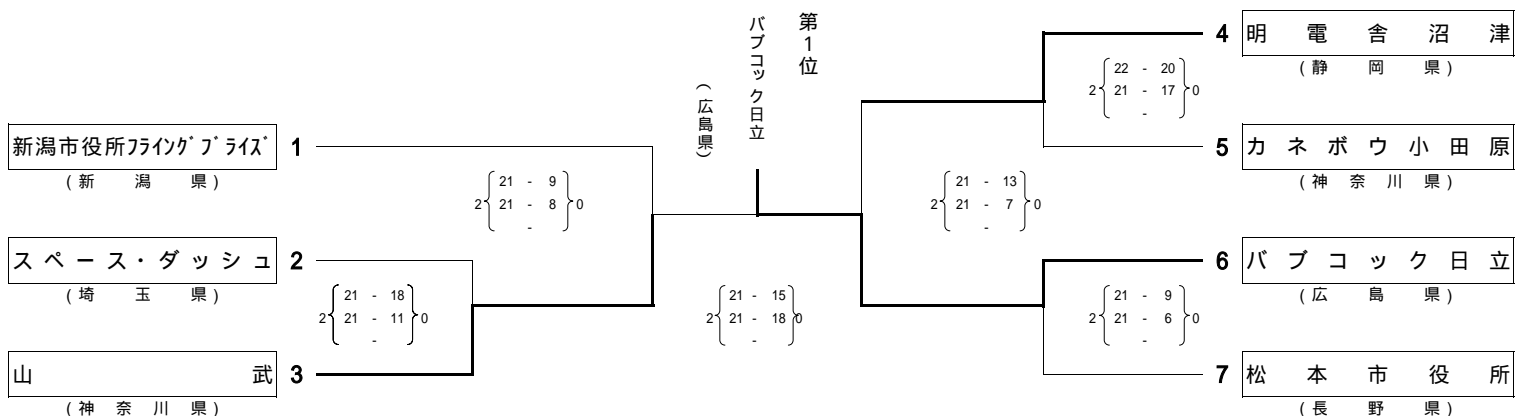 第1位
バブコック日立
(広島県)
新潟市役所フライングブライズ 1
(新潟県)
スペース・ダッシュ 2
(埼玉県)
山武 3
(神奈川県)
21 - 9
2 21 - 8 0
-
21 - 18
2 21 - 11 0
-
21 - 15
2 21 - 18 0
-
4 明電舎沼津
(静岡県)
22 - 20
2 21 - 17 0
-
5 カネボウ小田原
(神奈川県)
21 - 13
2 21 - 7 0
-
6 バブコック日立
(広島県)
21 - 9
2 21 - 6 0
-
7 松本市役所
(長野県)